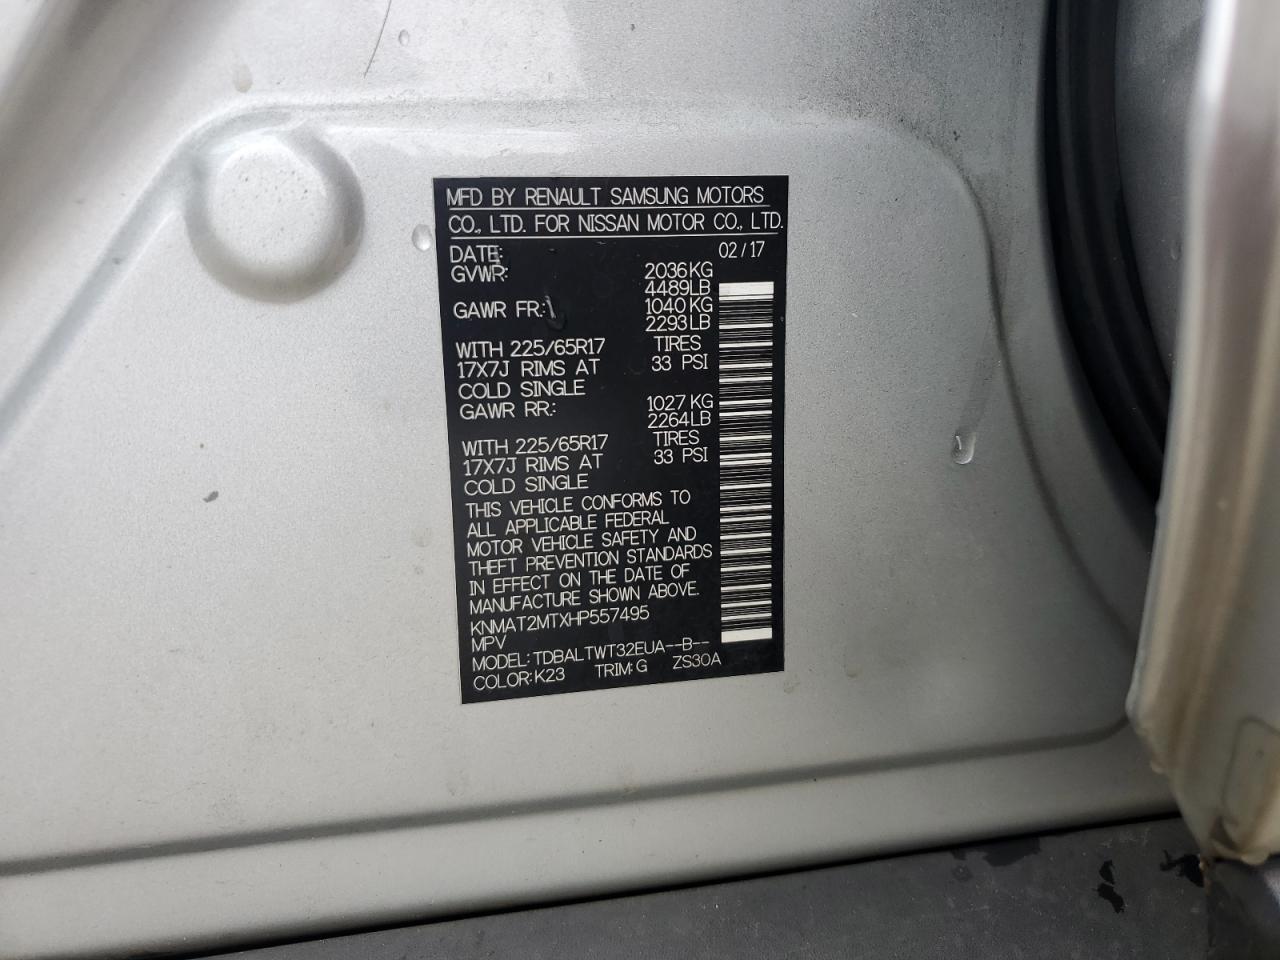 MFD BY RENAULT SAMSUNG MOTORS
CO., LTD. FOR NISSAN MOTOR CO., LTD.
DATE: 02/17
GVWR: 2036KG
4489LB
GAWR FR: 1040KG
2293LB
WITH 225/65R17 TIRES
17X7J RIMS AT 33 PSI
COLD SINGLE
GAWR RR: 1027KG
2264LB
WITH 225/65R17 TIRES
17X7J RIMS AT 33 PSI
COLD SINGLE
THIS VEHICLE CONFORMS TO
ALL APPLICABLE FEDERAL
MOTOR VEHICLE SAFETY AND
THEFT PREVENTION STANDARDS
IN EFFECT ON THE DATE OF
MANUFACTURE SHOWN ABOVE.
KNMAT2MTXHP557495
MPV
MODEL: TDBALTWT32EUA--B--
COLOR: K23 TRIM: G ZS30A